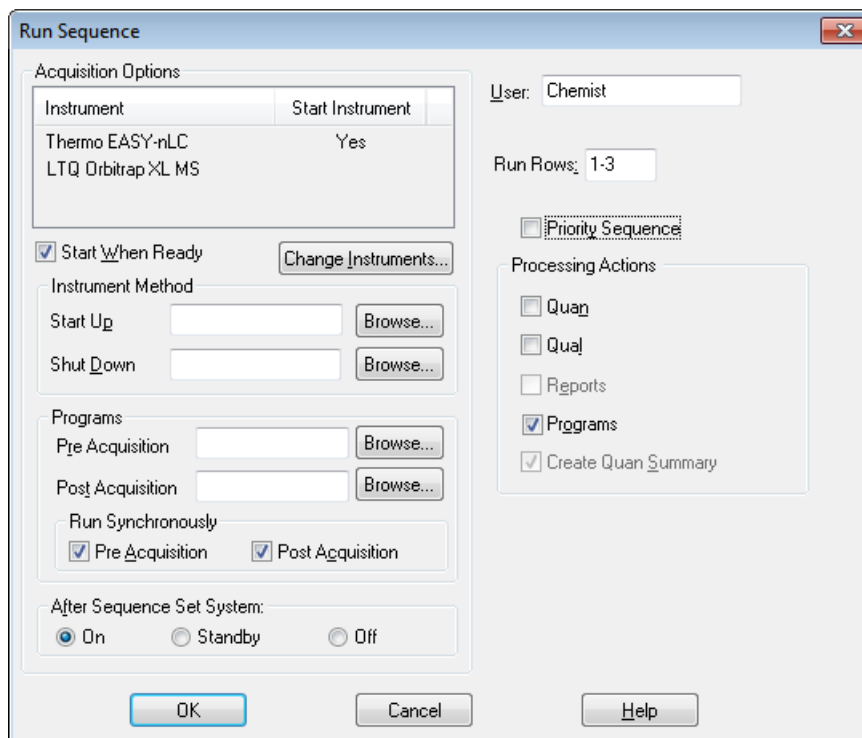 Run Sequence
Acquisition Options
Instrument Start Instrument
Thermo EASY-nLC Yes
LTQ Orbitrap XL MS
Start When Ready Change Instruments...
Instrument Method
Start Up Browse...
Shut Down Browse...
Programs
Pre Acquisition Browse...
Post Acquisition Browse...
Run Synchronously
Pre Acquisition Post Acquisition
After Sequence Set System:
On Standby Off
User: Chemist
Run Rows: 1-3
Priority Sequence
Processing Actions
Quan
Qual
Reports
Programs
Create Quan Summary
OK Cancel Help